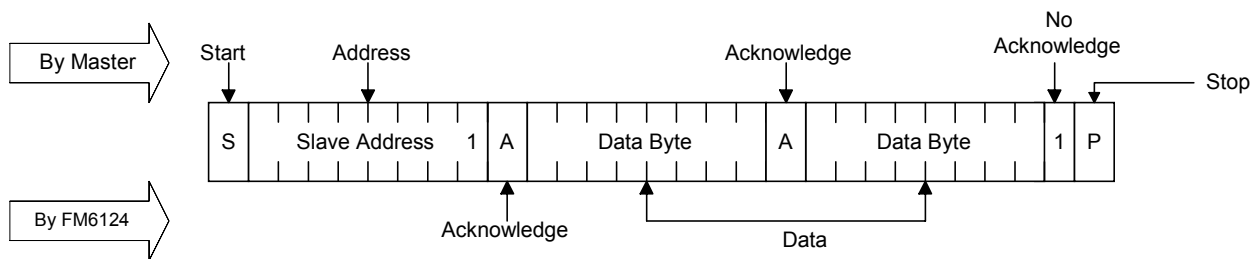 No
Acknowledge
By Master
Start
Address
Acknowledge
Stop
S
Slave Address
1
A
Data Byte
A
Data Byte
1
P
By FM6124
Acknowledge
Data